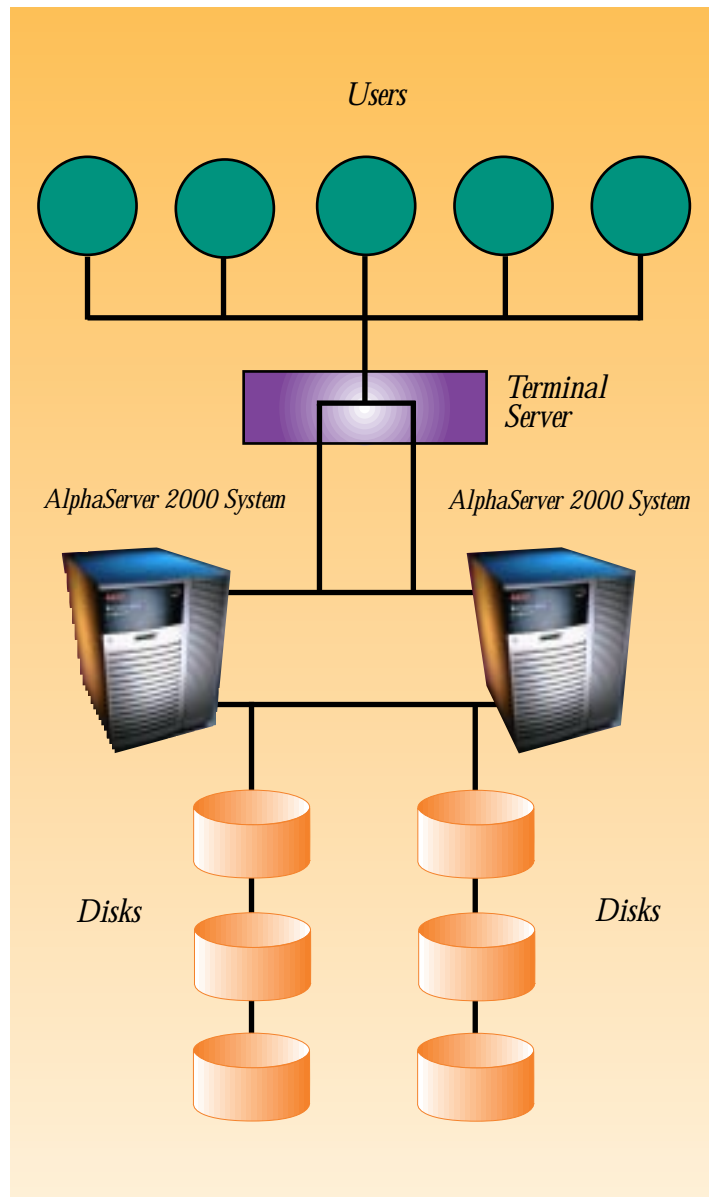 Users
Terminal
Server
AlphaServer 2000 System
AlphaServer 2000 System
Disks
Disks